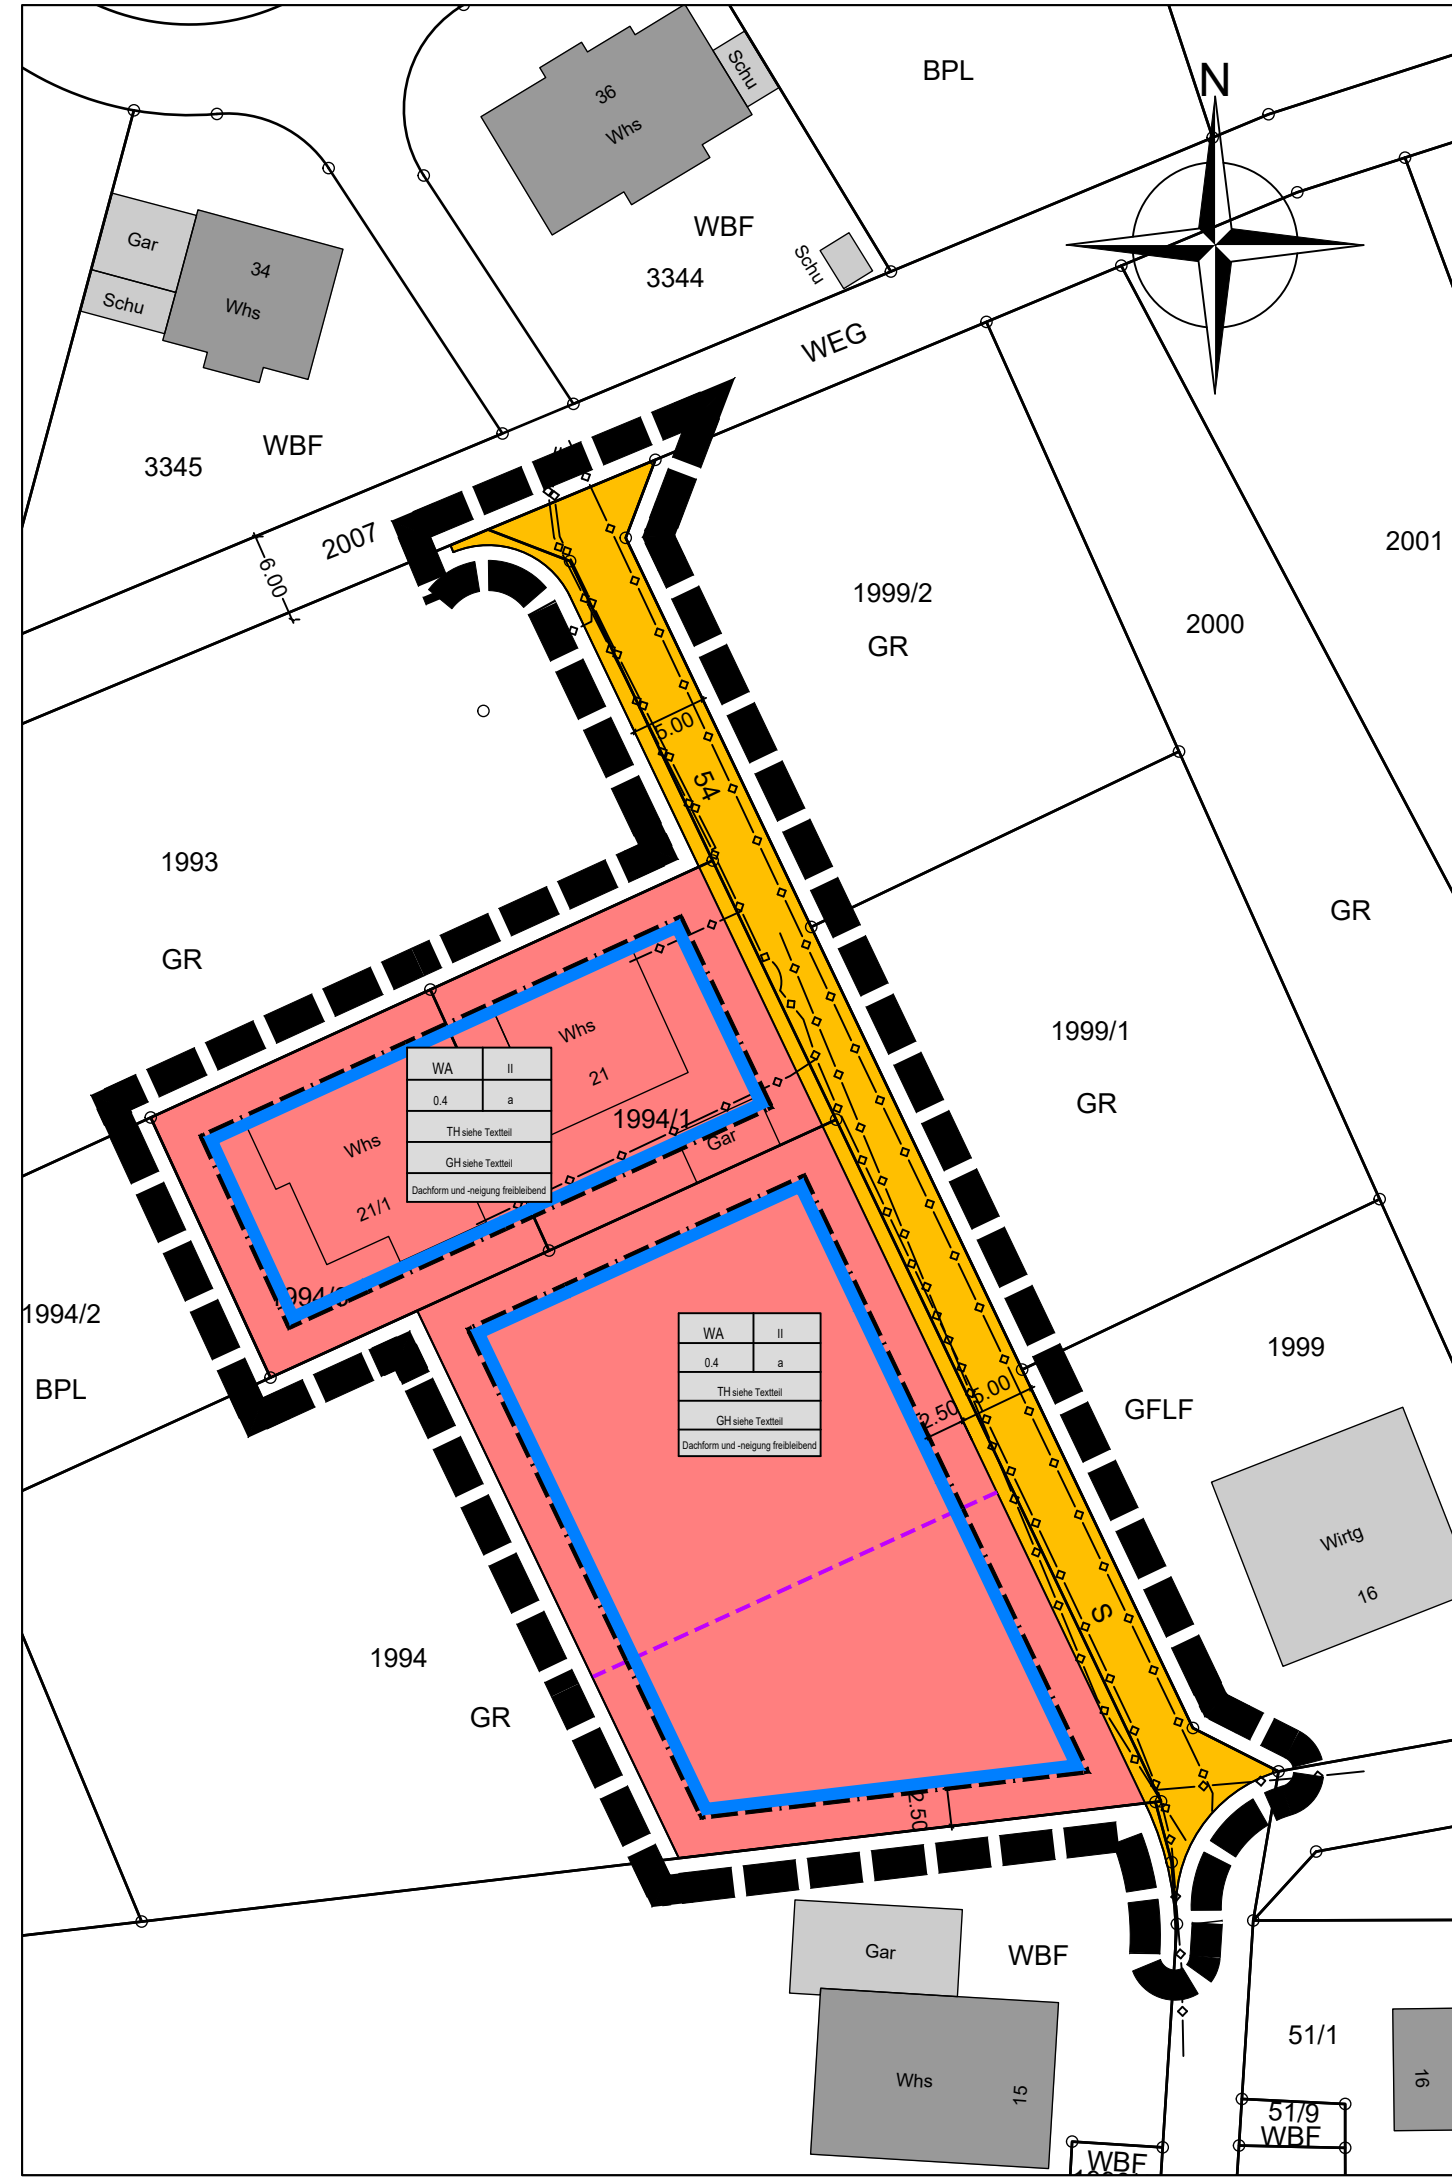 BPL
N
36
Whs
Schu
WBF
3344
Schu
Gar
34
Schu
Whs
WEG
WBF
3345
2007
6.00
2001
1999/2
GR
2000
5.00
54
1993
GR
GR
1999/1
GR
Whs
21
WA
II
0.4
a
TH siehe Textteil
GH siehe Textteil
Dachform und -neigung freibleibend
1994/1
Gar
Whs
21/1
1994/2
BPL
WA
II
0.4
a
TH siehe Textteil
GH siehe Textteil
Dachform und -neigung freibleibend
1999
GFLF
5.00
2.50
Wirtg
16
S
1994
GR
2.50
Gar
WBF
Whs
15
51/1
16
51/9
WBF
WBF